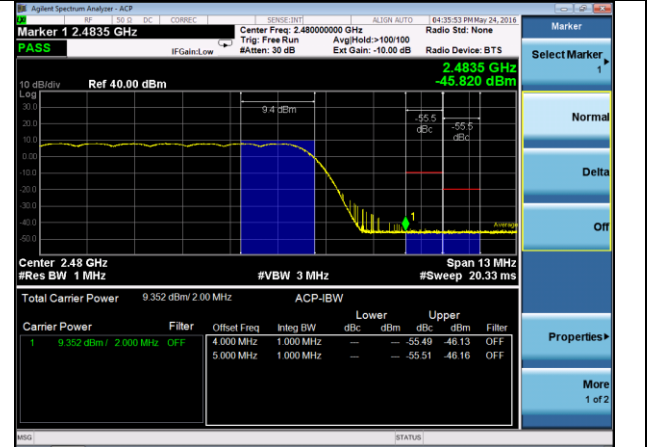 Agilent Spectrum Analyzer - ACP
RF 50 Ω DC CORREC SENSE:INT ALIGN AUTO 04:35:53 PM May 24, 2016
Marker 1 2.4835 GHz
Center Freq: 2.480000000 GHz Radio Std: None
Trig: Free Run Avg|Hold:>100/100
PASS IFGain:Low #Atten: 30 dB Ext Gain: -10.00 dB Radio Device: BTS
2.4835 GHz
-45.820 dBm
10 dB/div Ref 40.00 dBm
Log
30.0
20.0
10.0
0.00
-10.0
-20.0
-30.0
-40.0
-50.0
9.4 dBm
-55.5 dBc
-55.5 dBc
1
Average
Center 2.48 GHz Span 13 MHz
#Res BW 1 MHz #VBW 3 MHz #Sweep 20.33 ms
Total Carrier Power 9.352 dBm/ 2.00 MHz ACP-IBW
Lower Upper
Carrier Power Filter Offset Freq Integ BW dBc dBm dBc dBm Filter
1 9.352 dBm / 2.000 MHz OFF 4.000 MHz 1.000 MHz --- --- -55.49 -46.13 OFF
5.000 MHz 1.000 MHz --- --- -55.51 -46.16 OFF
MSG STATUS
Marker
Select Marker
1
Normal
Delta
Off
Properties
More
1 of 2